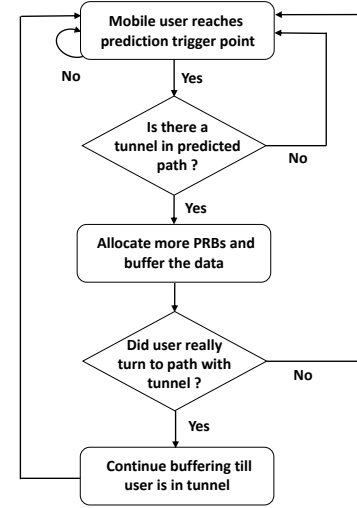 Mobile user reaches
prediction trigger point
No
Yes
Is there a
tunnel in predicted
path ?
No
Yes
Allocate more PRBs and
buffer the data
Did user really
turn to path with
tunnel ?
No
Yes
Continue buffering till
user is in tunnel